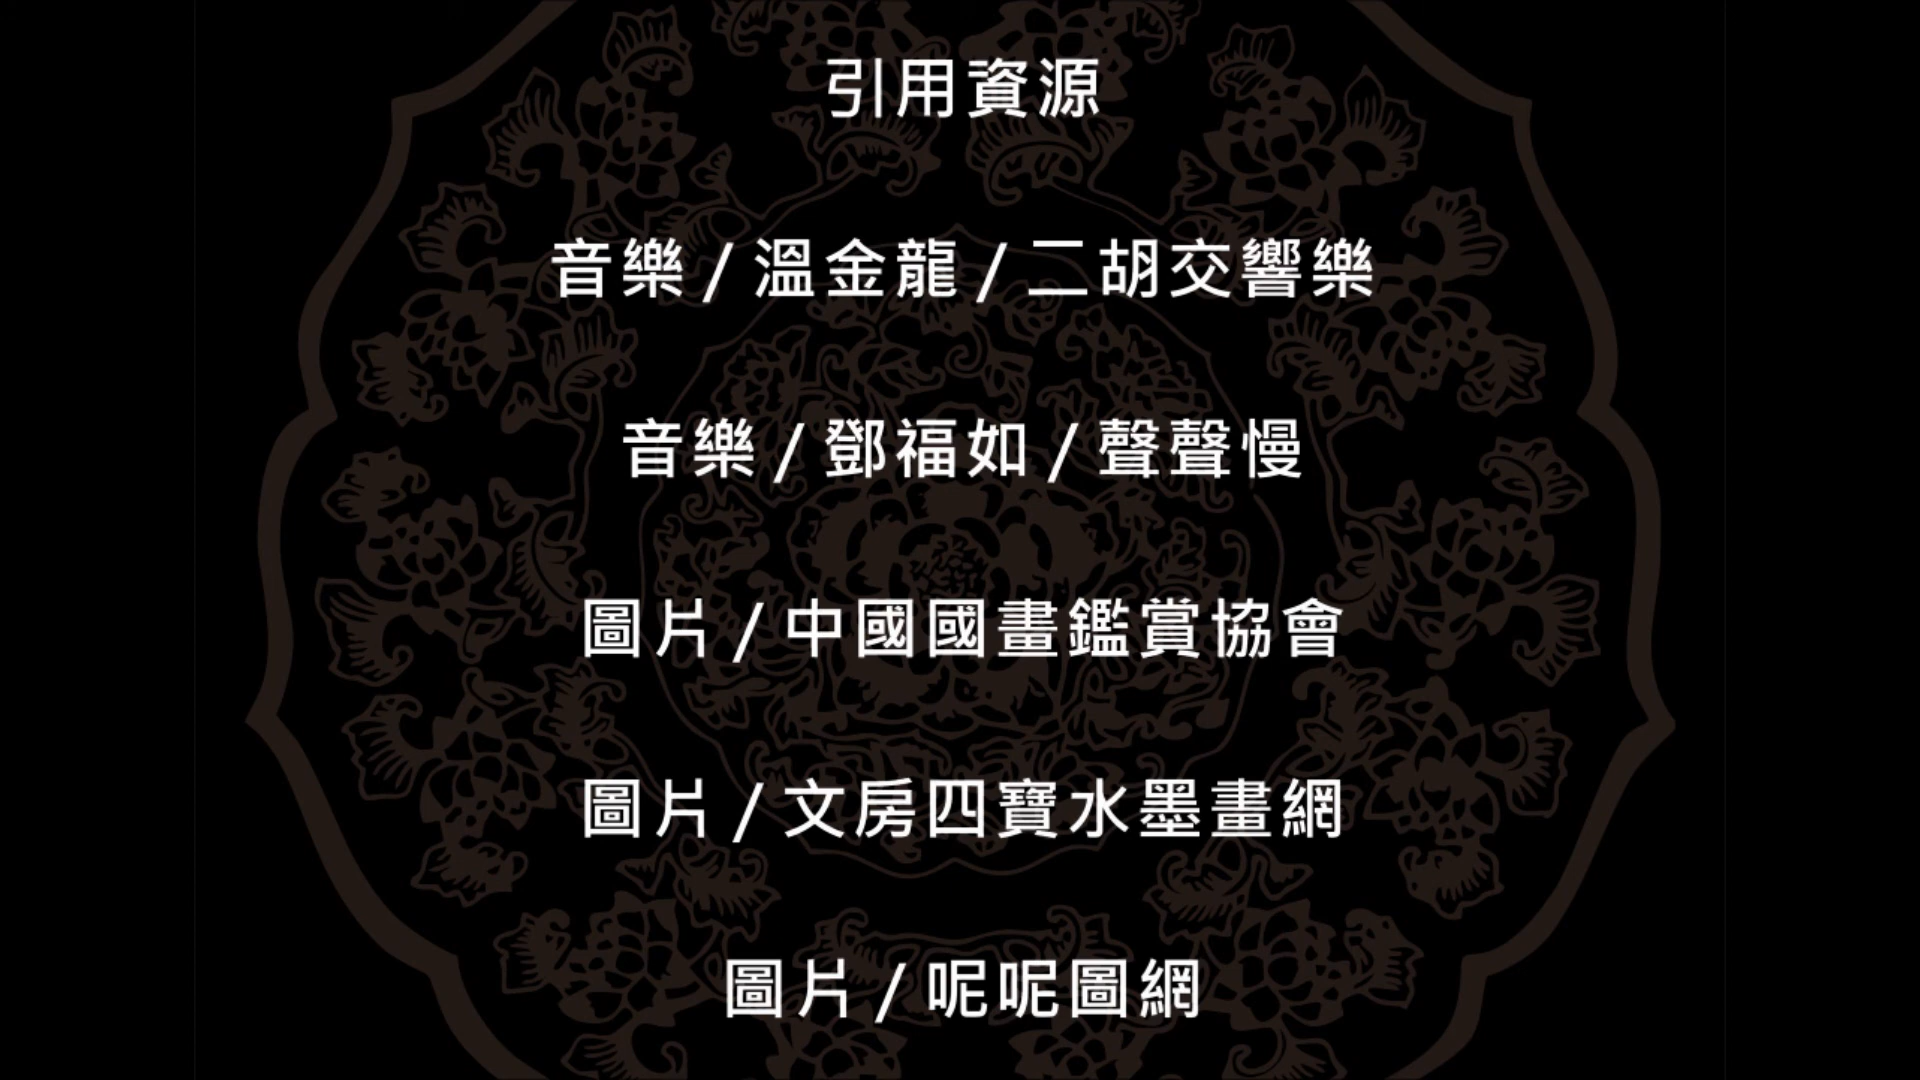 引用資源
音樂/溫金龍/二胡交響樂
音樂/鄧福如/聲聲慢
圖片/中國國畫鑑賞協會
圖片/文房四寶水墨畫網
圖片/呢呢圖網